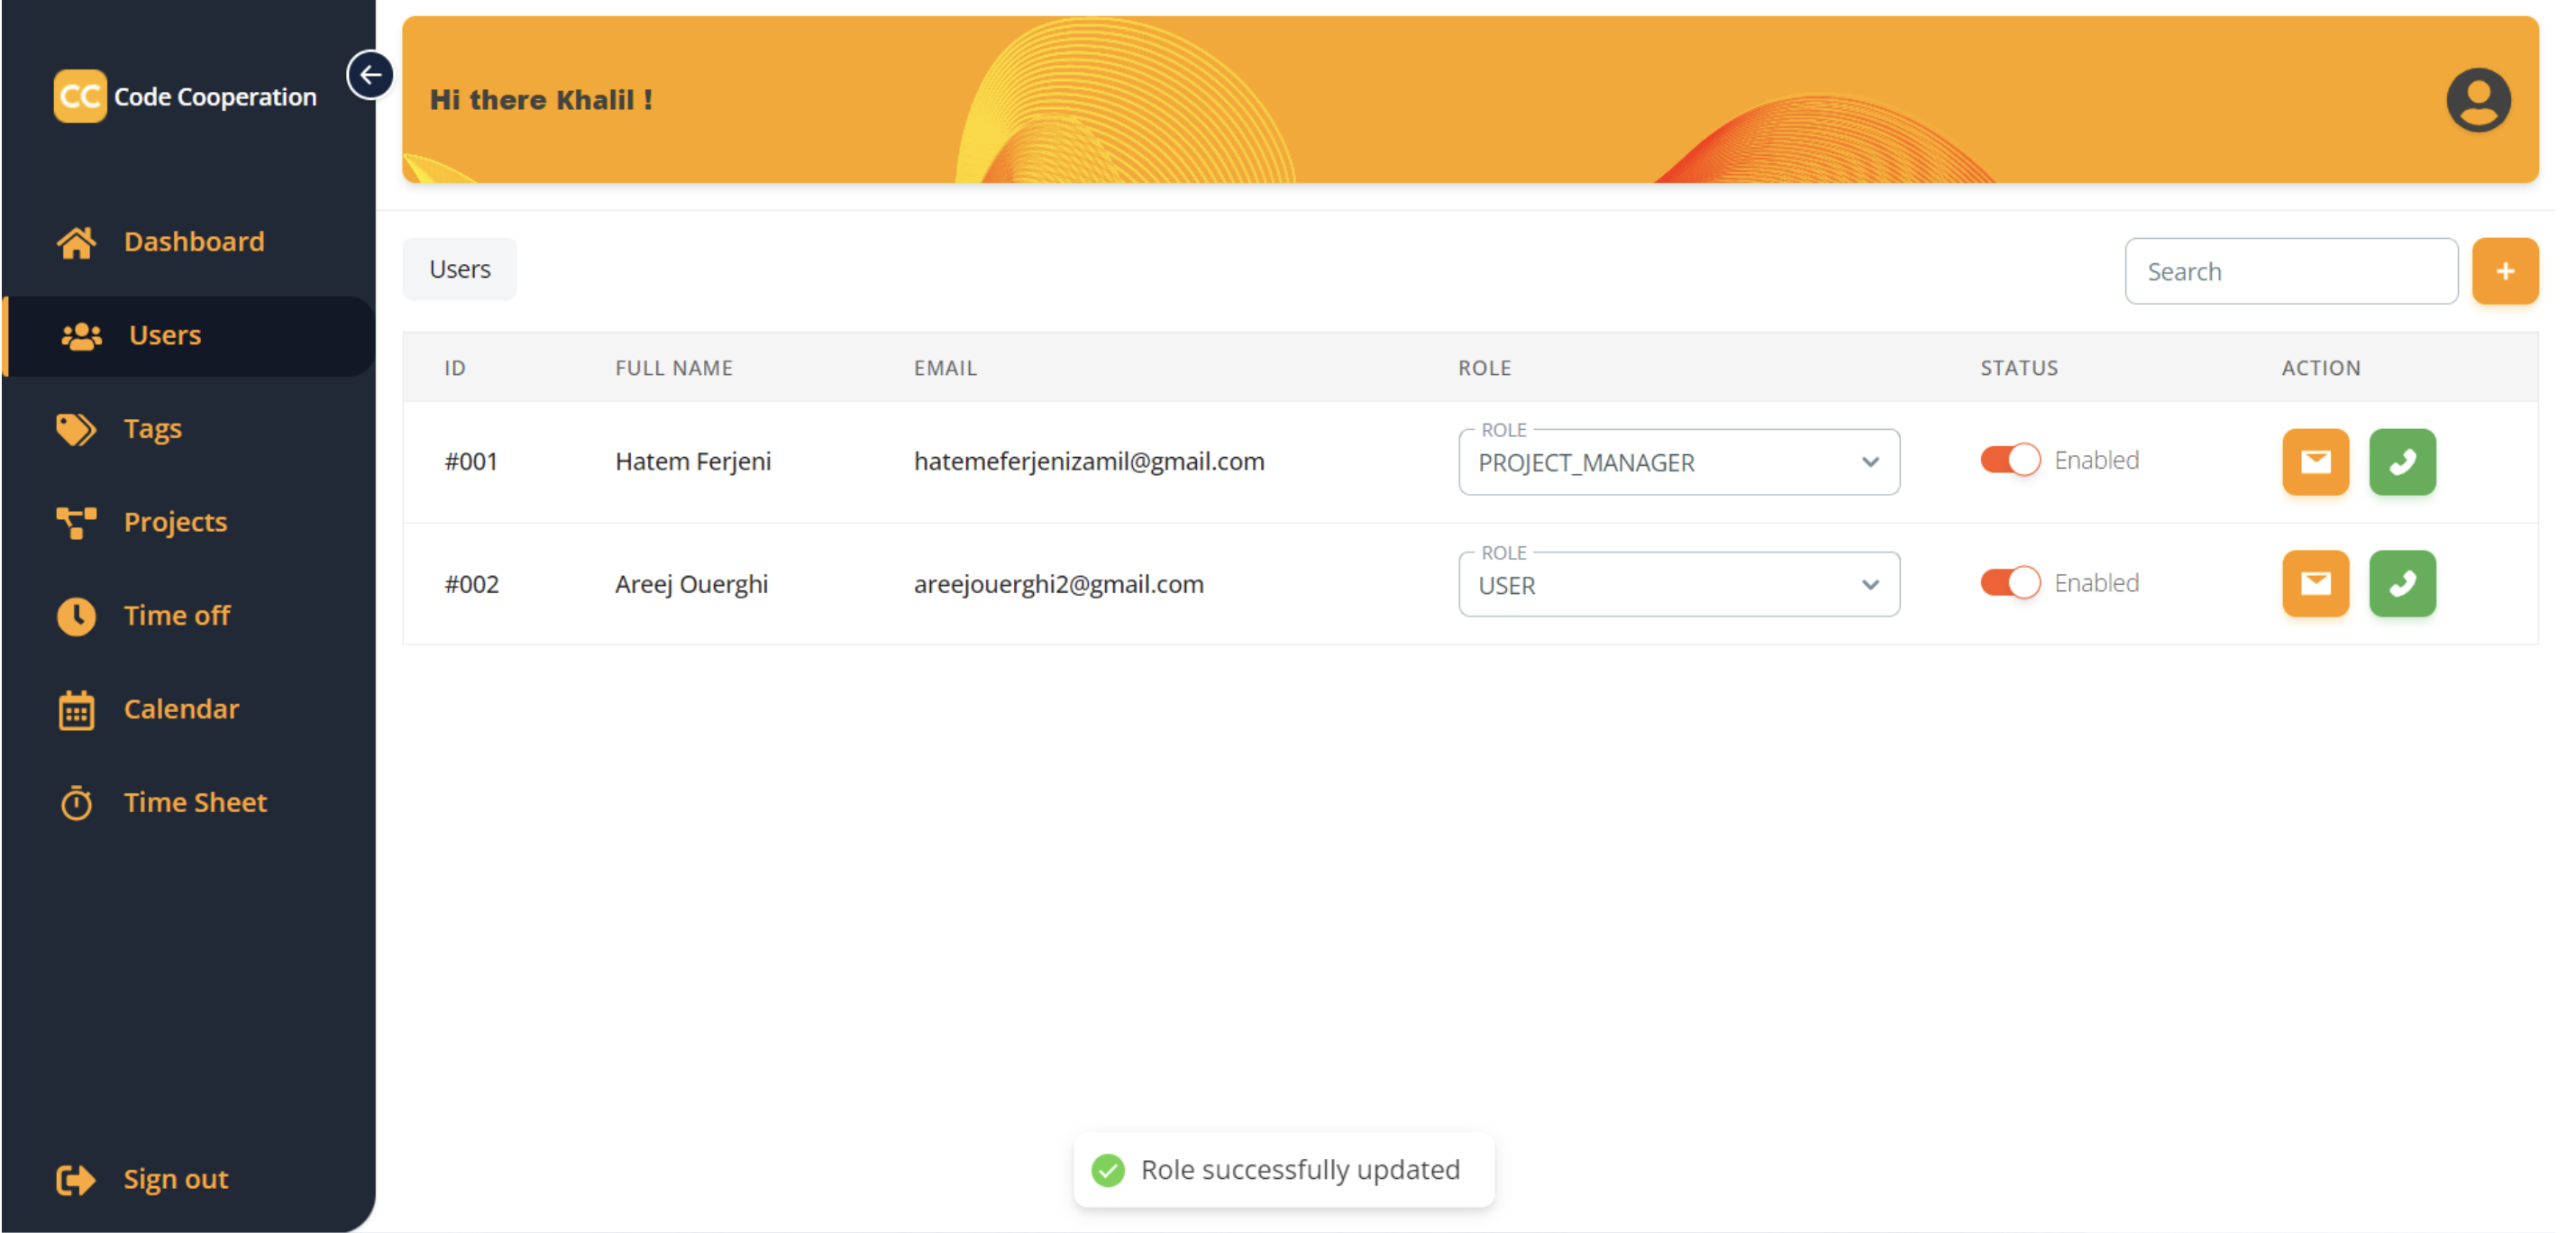 CC Code Cooperation
Hi there Khalil !
Dashboard
Users
Tags
Projects
Time off
Calendar
Time Sheet
Sign out
Users
Search
+
ID FULL NAME EMAIL ROLE STATUS ACTION
ROLE
#001 Hatem Ferjeni hatemeferjenizamil@gmail.com PROJECT_MANAGER Enabled
ROLE
#002 Areej Ouerghi areejouerghi2@gmail.com USER Enabled
Role successfully updated